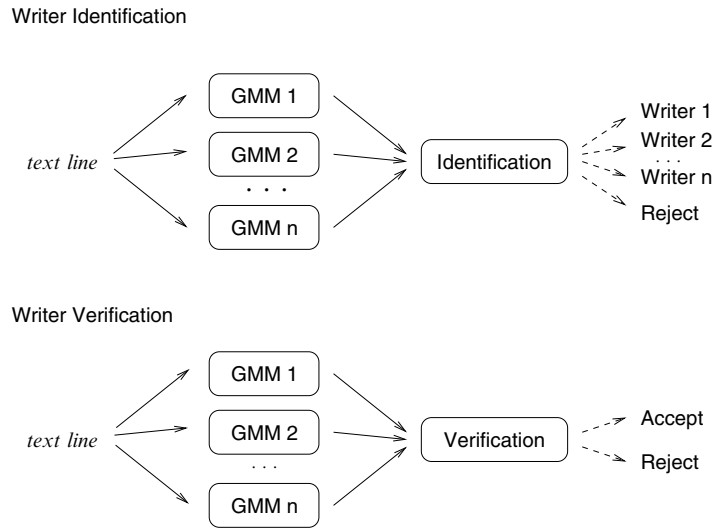 Writer Identification
GMM 1
GMM 2
. . .
GMM n
text line
Identification
Writer 1
Writer 2
. . .
Writer n
Reject
Writer Verification
GMM 1
GMM 2
. . .
GMM n
text line
Verification
Accept
Reject